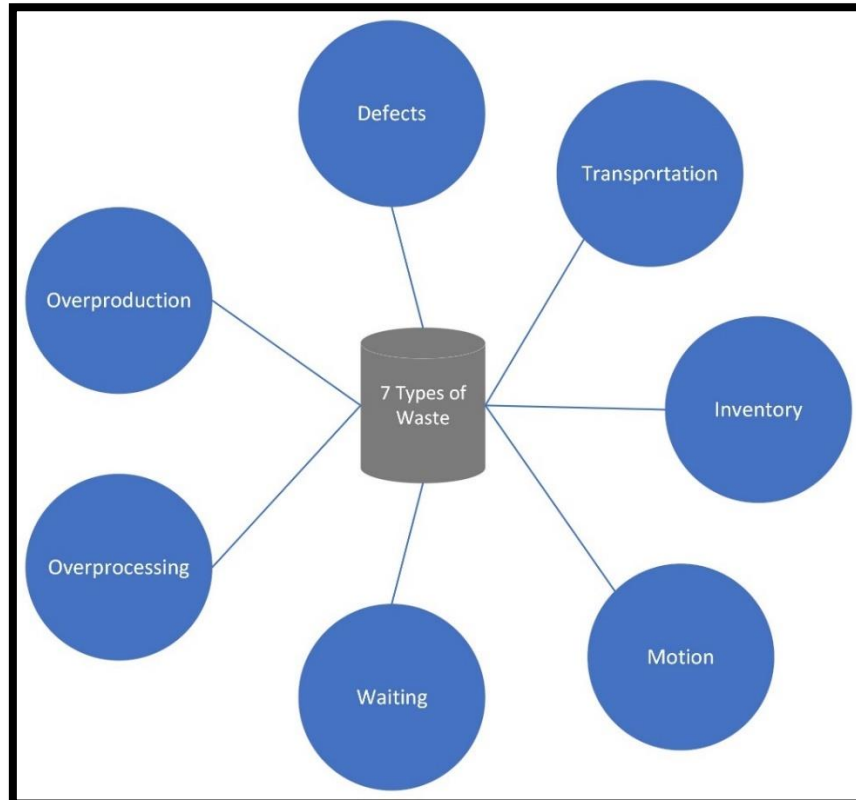 Defects
Transportation
Overproduction
7 Types of
Waste
Inventory
Overprocessing
Motion
Waiting